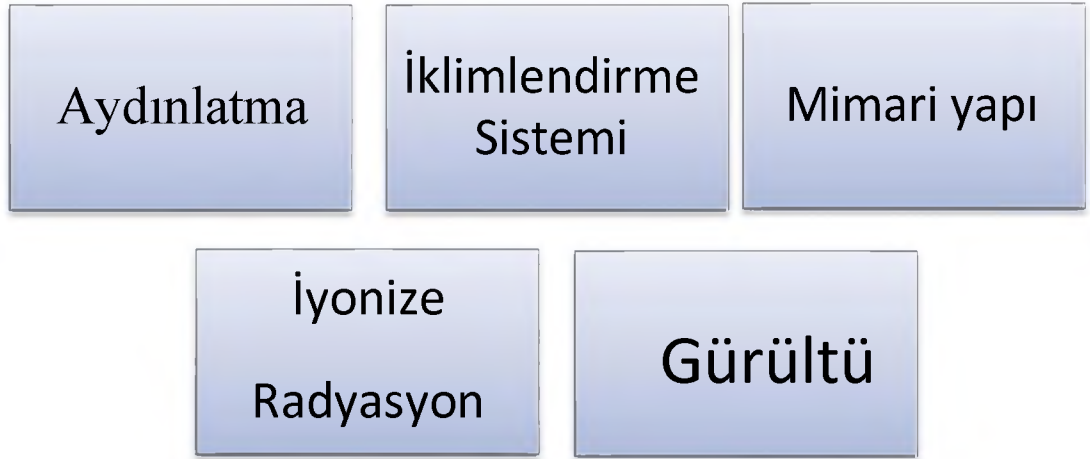 Aydınlatma
İklimlendirme
Sistemi
Mimari yapı
İyonize
Radyasyon
Gürültü